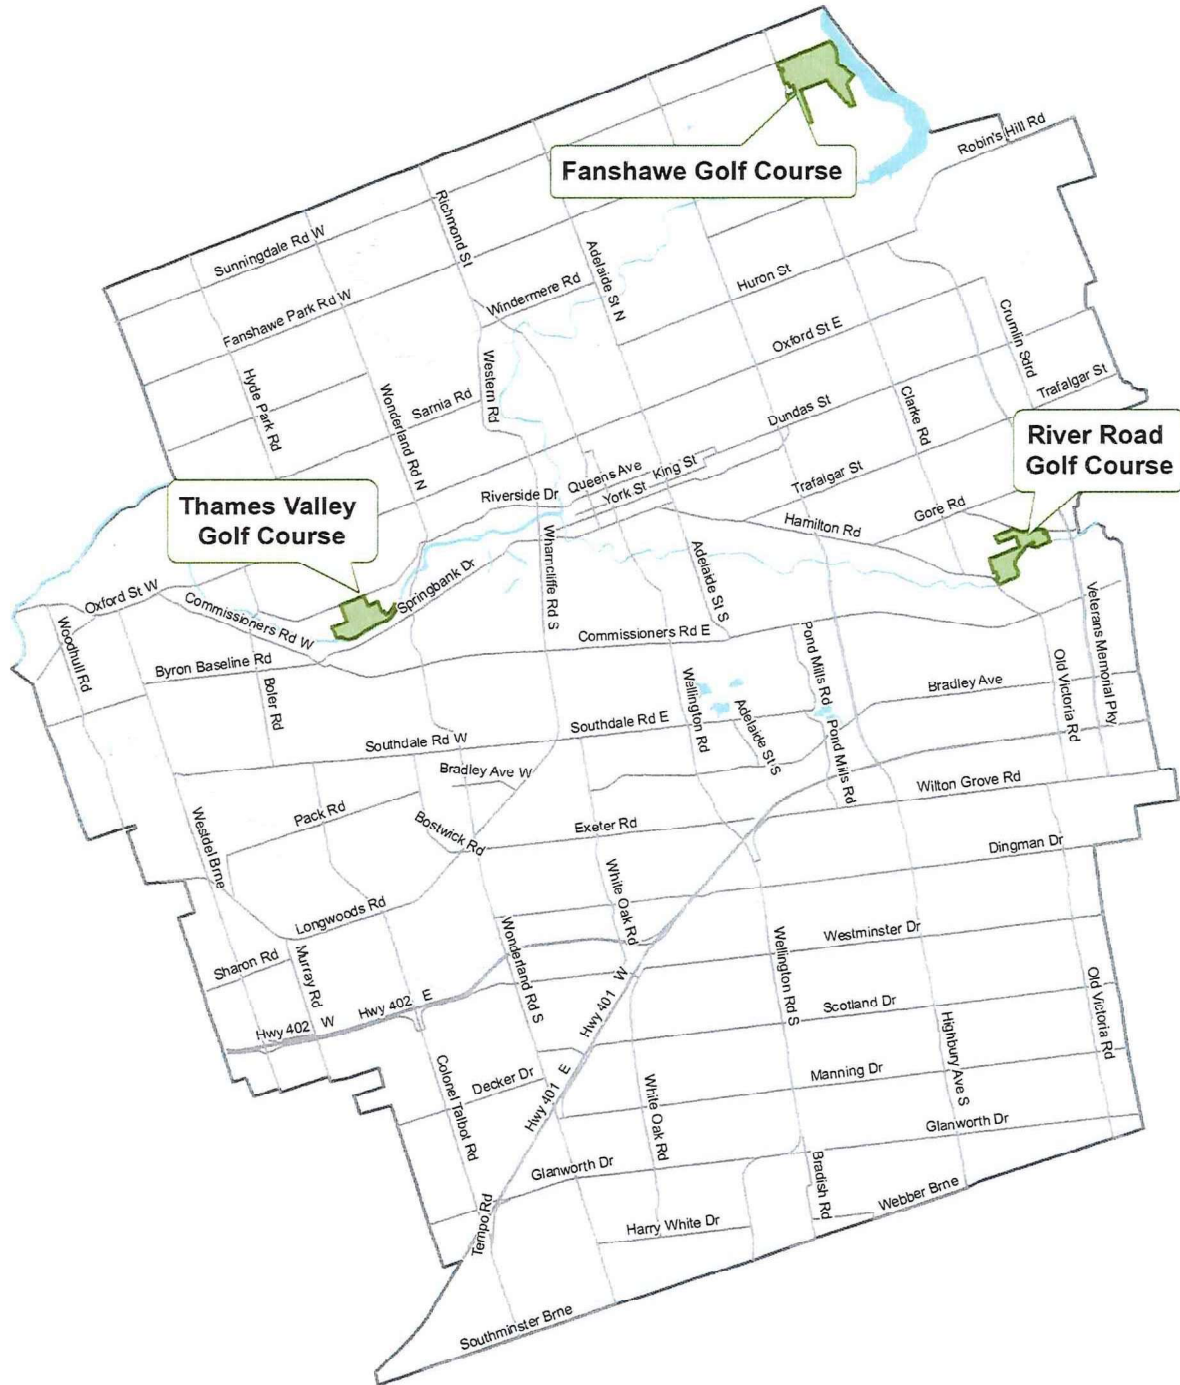 Fanshawe Golf Course
Robin's Hill Rd
Richmond St
Sunningdale Rd W
Adelaide St N
Windermere Rd
Huron St
Fanshawe Park Rd W
Oxford St E
Crumlin Sdrd
Western Rd
Hyde Park Rd
Wonderland Rd N
Sarnia Rd
Trafalgar St
Clarke Rd
Dundas St
River Road
Golf Course
Queens Ave
King St
York St
Riverside Dr
Trafalgar St
Gore Rd
Hamilton Rd
Thames Valley
Golf Course
Wharncliffe Rd S
Adelaide St S
Oxford St W
Springbank Dr
Commissioners Rd W
Commissioners Rd E
Woodhull Rd
Byron Baseline Rd
Boler Rd
Pond Mills Rd
Old Victoria Rd
Veterans Memorial Pky
Wellington Rd
Bradley Ave
Adelaide St S
Southdale Rd E
Southdale Rd W
Pond Mills Rd
Bradley Ave W
Wilton Grove Rd
Pack Rd
Bostwick Rd
Exeter Rd
Westdel Brne
Dingman Dr
White Oak Rd
Longwoods Rd
Westminster Dr
Sharon Rd
Murray Rd
Wonderland Rd S
Wellington Rd S
Old Victoria Rd
Hwy 402 W
Hwy 402 E
Hwy 401 W
Scotland Dr
Highbury Ave S
Colonel Talbot Rd
Decker Dr
Hwy 401 E
Manning Dr
White Oak Rd
Glanworth Dr
Glanworth Dr
Bradish Rd
Webber Brne
Tempo Rd
Harry White Dr
Southminster Brne